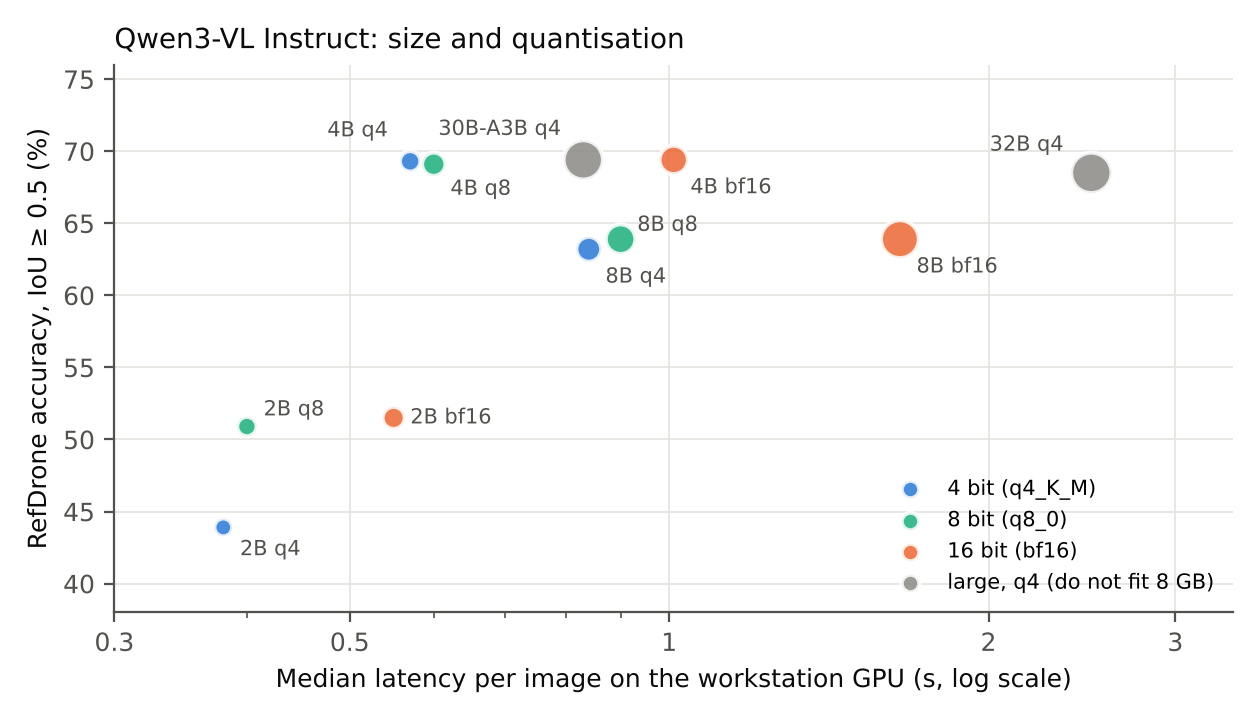 Qwen3-VL Instruct: size and quantisation
RefDrone accuracy, IoU ≥ 0.5 (%)
75
70
65
60
55
50
45
40
4B q4
30B-A3B q4
32B q4
4B q8
4B bf16
8B q8
8B q4
8B bf16
2B q8
2B bf16
2B q4
4 bit (q4_K_M)
8 bit (q8_0)
16 bit (bf16)
large, q4 (do not fit 8 GB)
0.3
0.5
1
2
3
Median latency per image on the workstation GPU (s, log scale)